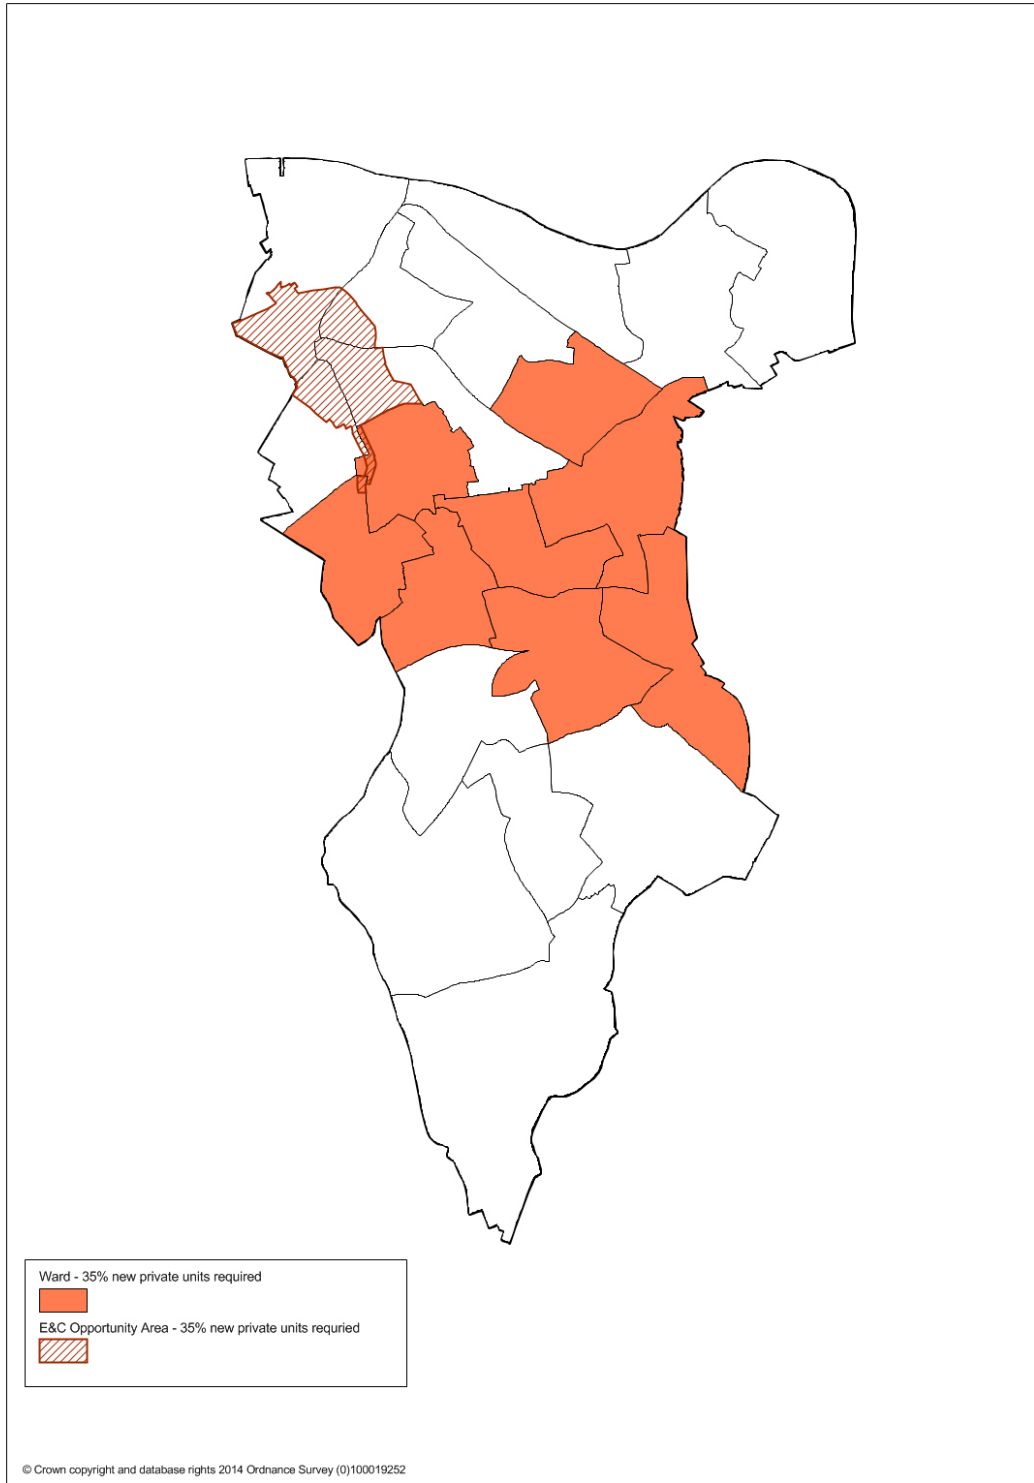 Ward - 35% new private units required
E&C Opportunity Area - 35% new private units requried
© Crown copyright and database rights 2014 Ordnance Survey (0)100019252